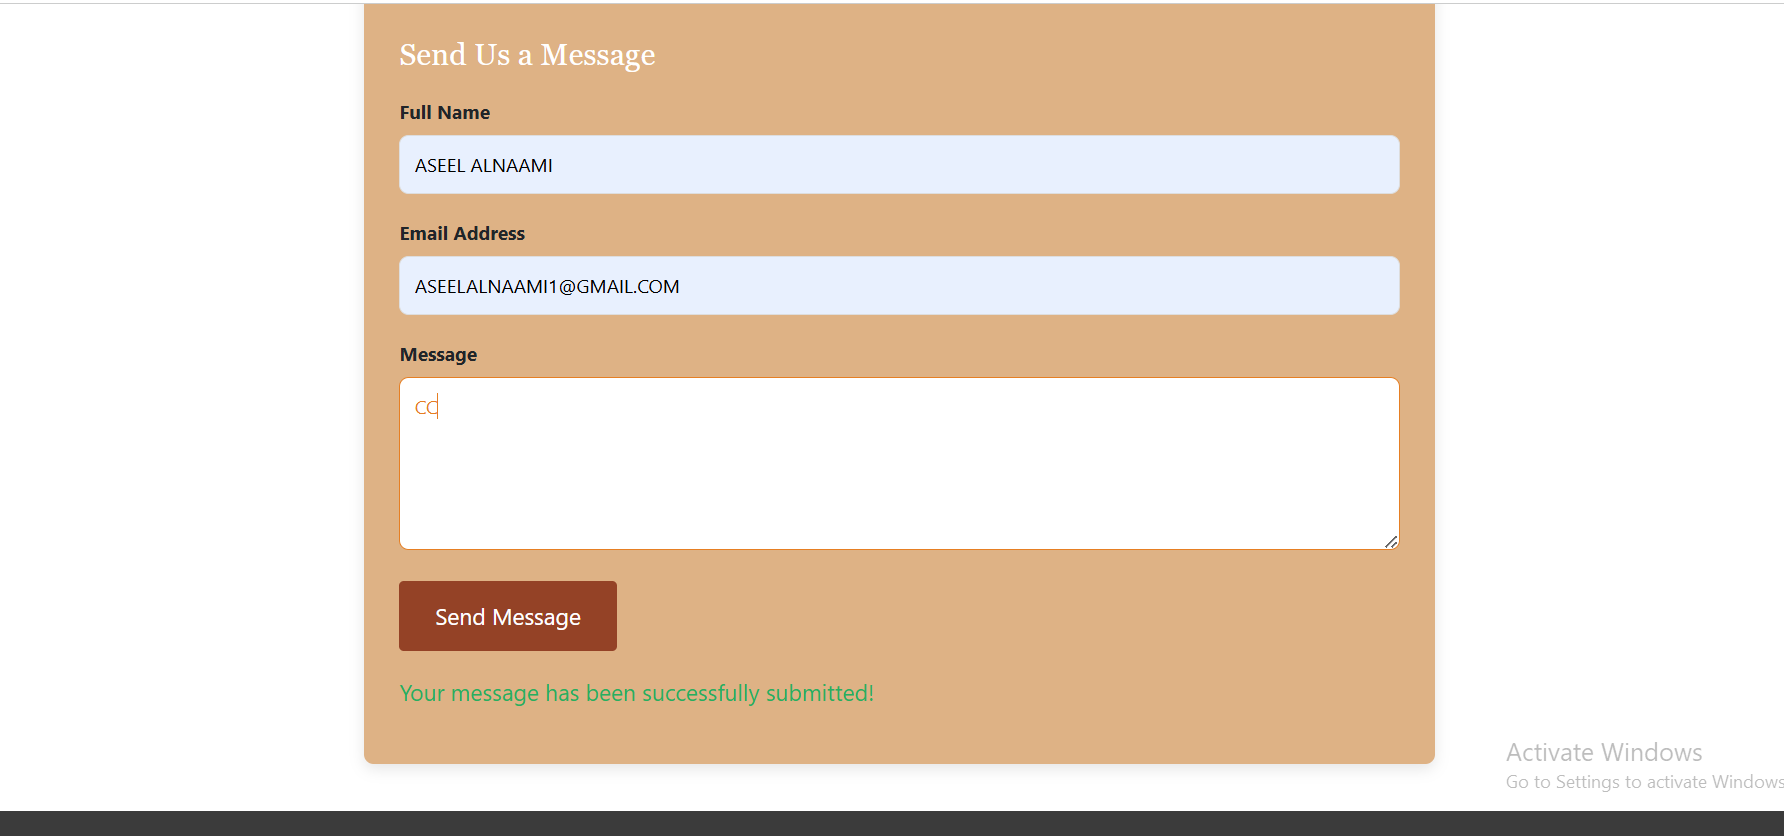 Send Us a Message
Full Name
ASEEL ALNAAMI
Email Address
ASEELALNAAMI1@GMAIL.COM
Message
CC
Send Message
Your message has been successfully submitted!
Activate Windows
Go to Settings to activate Windows